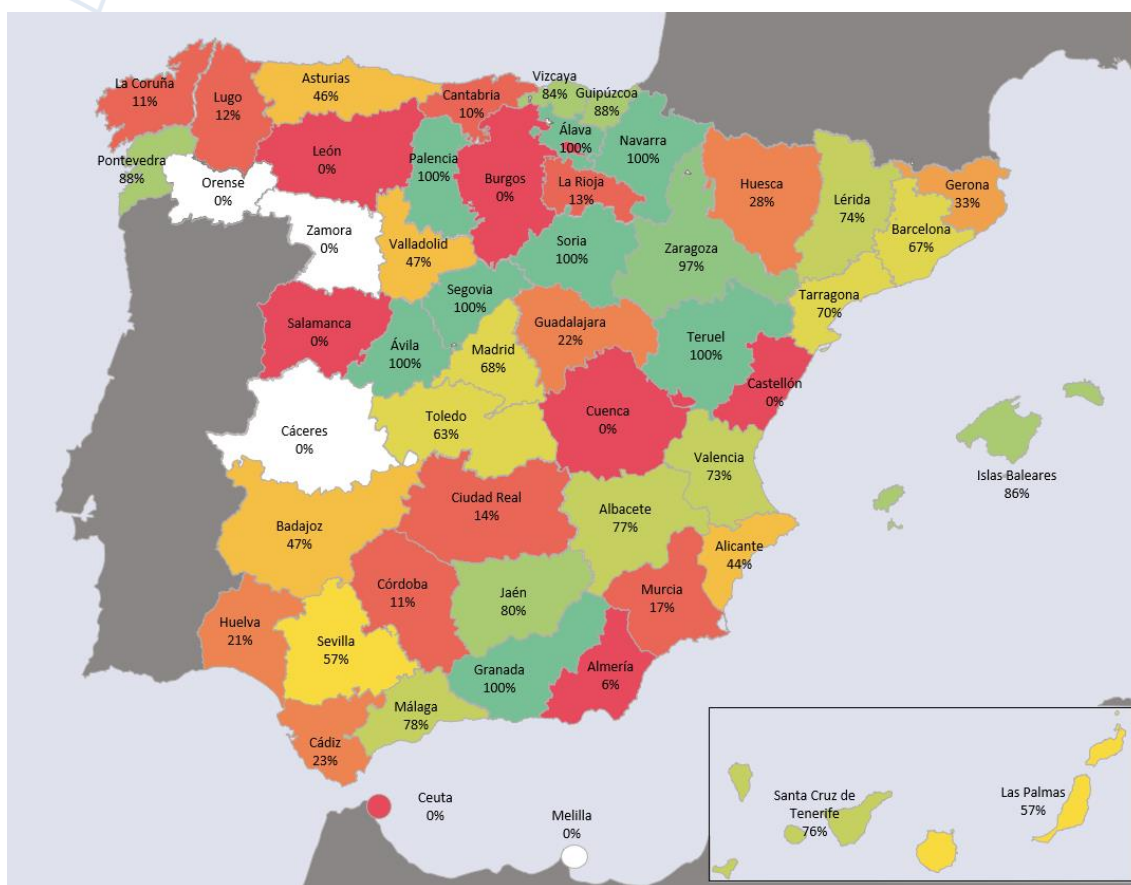 La Coruña
11%
Lugo
12%
Asturias
46%
Cantabria
10%
Vizcaya
84%
Guipúzcoa
88%
Álava
100%
Navarra
100%
Pontevedra
88%
Orense
0%
León
0%
Palencia
100%
Burgos
0%
La Rioja
13%
Huesca
28%
Lérida
74%
Gerona
33%
Barcelona
67%
Zamora
0%
Valladolid
47%
Soria
100%
Zaragoza
97%
Tarragona
70%
Segovia
100%
Salamanca
0%
Ávila
100%
Madrid
68%
Guadalajara
22%
Teruel
100%
Castellón
0%
Cáceres
0%
Toledo
63%
Cuenca
0%
Valencia
73%
Islas Baleares
86%
Badajoz
47%
Ciudad Real
14%
Albacete
77%
Alicante
44%
Huelva
21%
Sevilla
57%
Córdoba
11%
Jaén
80%
Murcia
17%
Granada
100%
Almería
6%
Málaga
78%
Cádiz
23%
Ceuta
0%
Melilla
0%
Santa Cruz de
Tenerife
76%
Las Palmas
57%